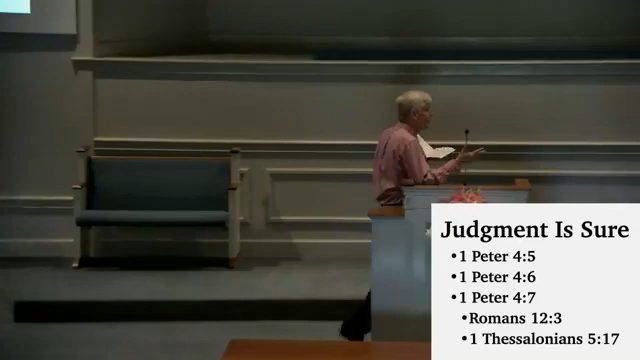 Judgment Is Sure
•1 Peter 4:5
•1 Peter 4:6
•1 Peter 4:7
•Romans 12:3
•1 Thessalonians 5:17